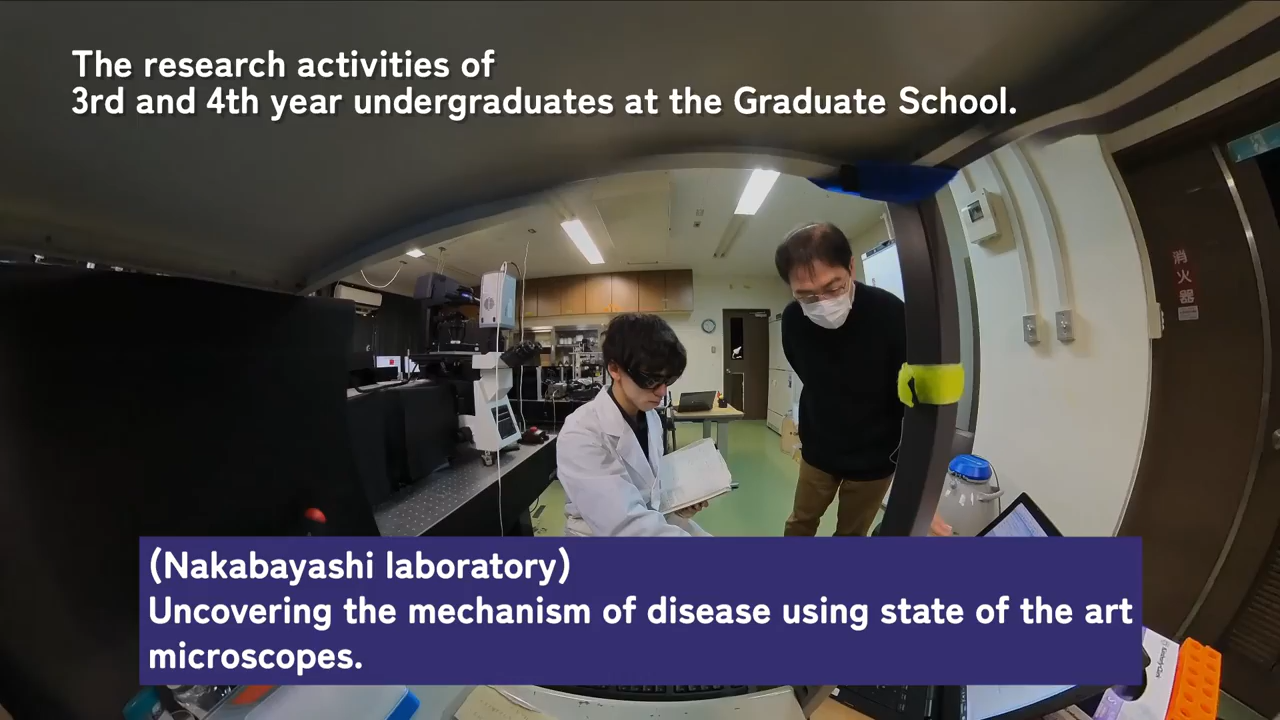 The research activities of
3rd and 4th year undergraduates at the Graduate School.
消火器
(Nakabayashi laboratory)
Uncovering the mechanism of disease using state of the art
microscopes.